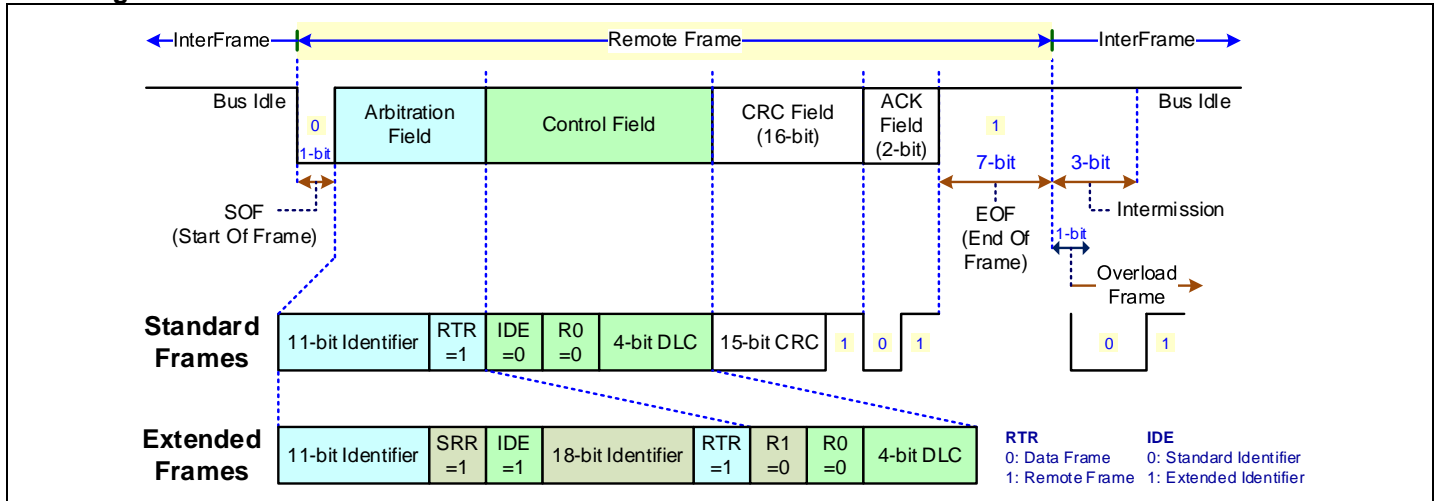 InterFrame Remote Frame InterFrame
Bus Idle Bus Idle
0
1-bit
Arbitration
Field
Control Field
CRC Field
(16-bit)
ACK
Field
(2-bit)
1
7-bit 3-bit
SOF
(Start Of Frame)
EOF
(End Of
Frame)
Intermission
1-bit
Overload
Frame
Standard
Frames
11-bit Identifier
RTR
=1
IDE
=0
R0
=0
4-bit DLC
15-bit CRC
1
0
1
0
1
Extended
Frames
11-bit Identifier
SRR
=1
IDE
=1
18-bit Identifier
RTR
=1
R1
=0
R0
=0
4-bit DLC
RTR
0: Data Frame
1: Remote Frame
IDE
0: Standard Identifier
1: Extended Identifier